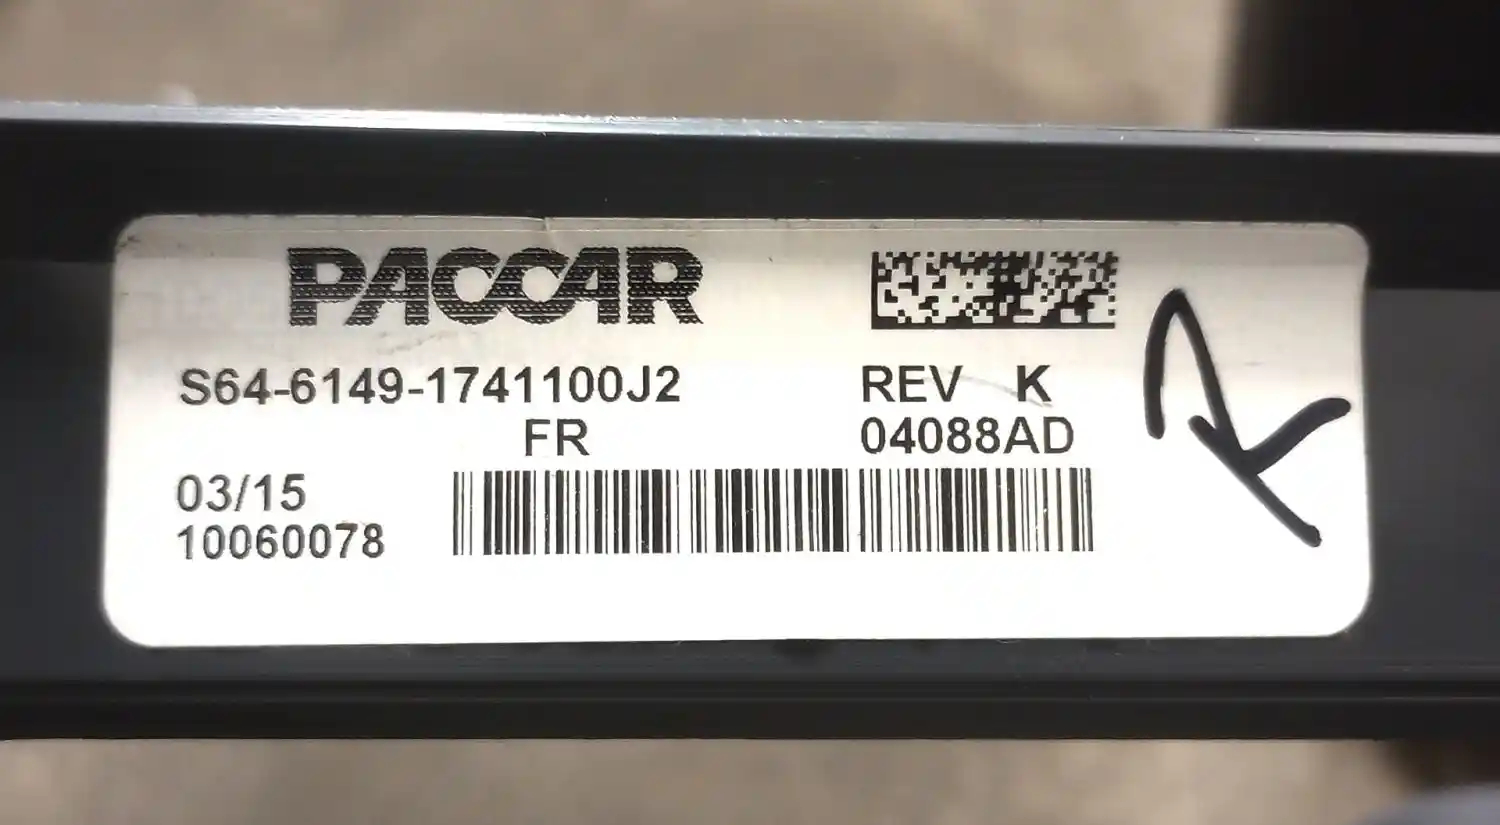 PACCAR
S64-6149-1741100J2 REV K
FR 04088AD
03/15
10060078